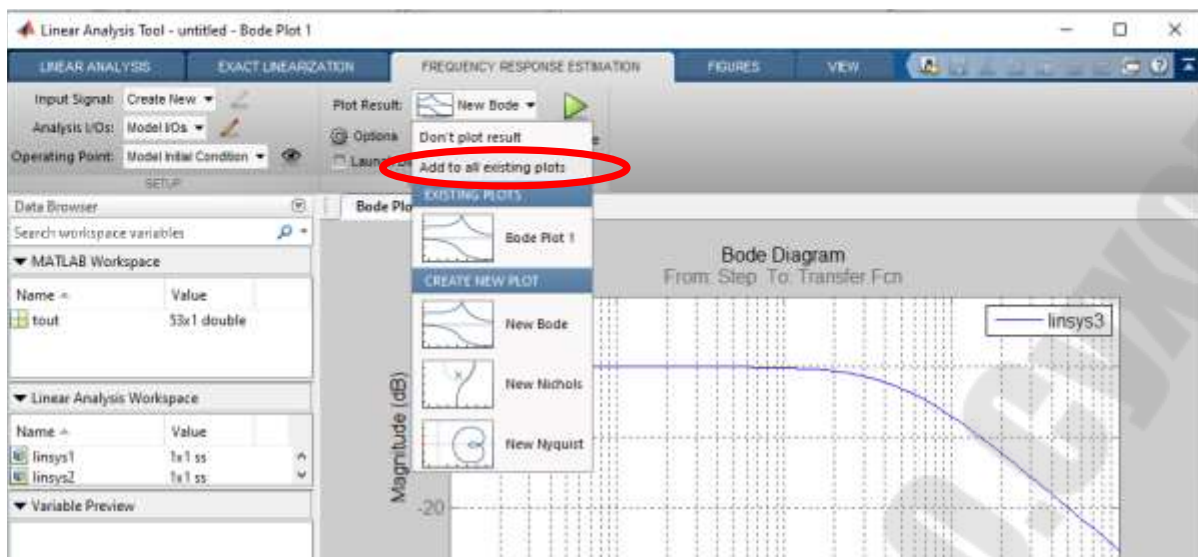 Linear Analysis Tool - untitled - Bode Plot 1
LINEAR ANALYSIS EXACT LINEARIZATION FREQUENCY RESPONSE ESTIMATION FIGURES VIEW
Input Signal: Create New Plot Result: New Bode
Analysis I/Os: Model I/Os Options Don't plot result
Operating Point: Model Initial Condition Add to all existing plots
SETUP EXISTING PLOTS
Data Browser Bode Plo
Search workspace variables Bode Plot 1
MATLAB Workspace Bode Diagram
CREATE NEW PLOT From: Step To: Transfer Fcn
Name Value
tout 53x1 double New Bode linsys3
New Nichols
Linear Analysis Workspace
Name Value New Nyquist
linsys1 1x1 ss
linsys2 1x1 ss
Magnitude (dB)
Variable Preview
-20